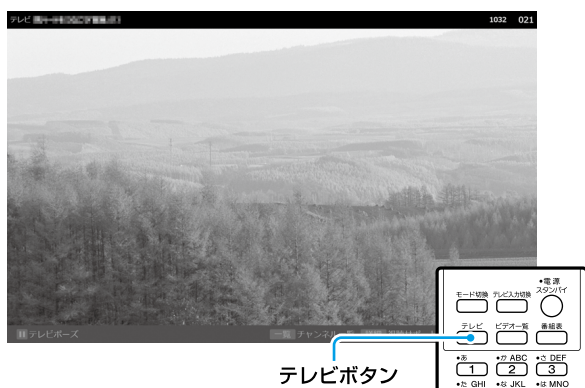 テレビ
1032 021
テレビポーズ
一覧 チャンネル一覧
テレビボタン
•電源
モード切換 テレビ入力切換 スタンバイ
テレビ ビデオ一覧 番組表
•あ •か ABC •さ DEF
1 2 3
•た GHI •な JKL •は MNO